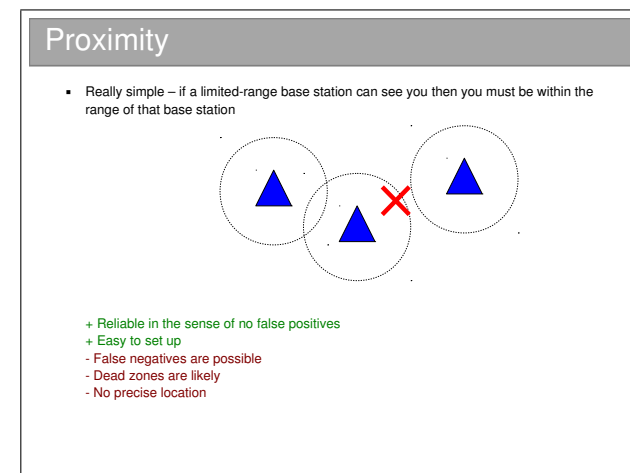 Proximity
▪ Really simple – if a limited-range base station can see you then you must be within the
range of that base station
+ Reliable in the sense of no false positives
+ Easy to set up
- False negatives are possible
- Dead zones are likely
- No precise location